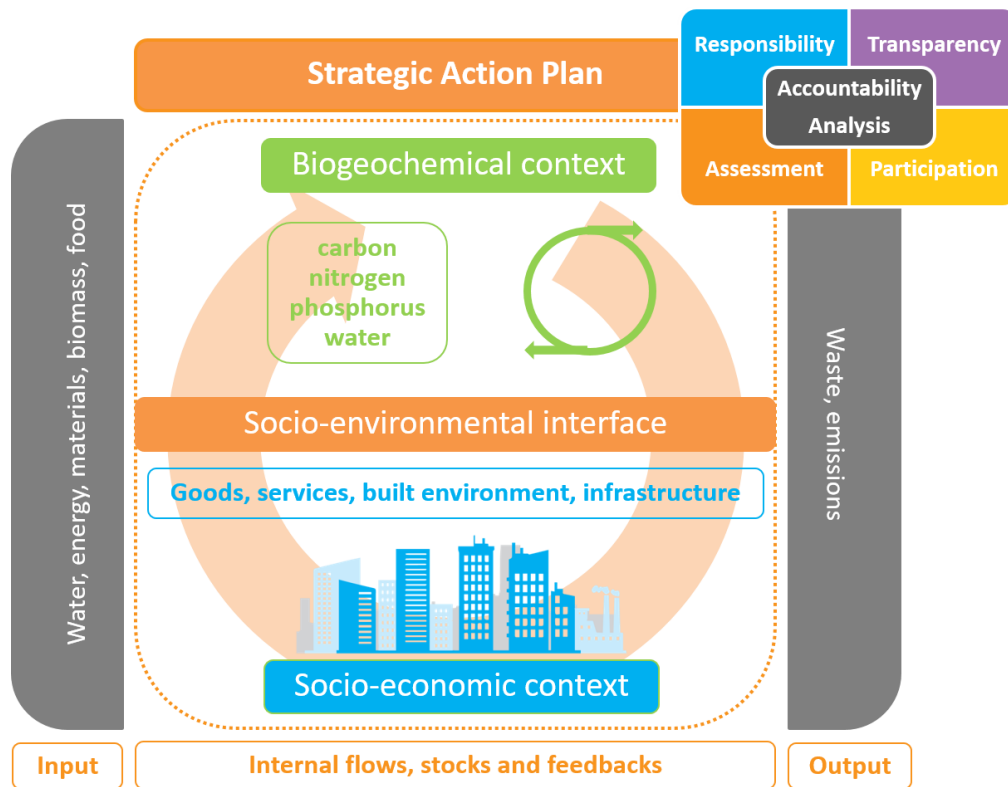 Strategic Action Plan
Responsibility
Transparency
Accountability
Analysis
Assessment
Participation
Biogeochemical context
carbon
nitrogen
phosphorus
water
Water, energy, materials, biomass, food
Waste, emissions
Socio-environmental interface
Goods, services, built environment, infrastructure
Socio-economic context
Input
Internal flows, stocks and feedbacks
Output